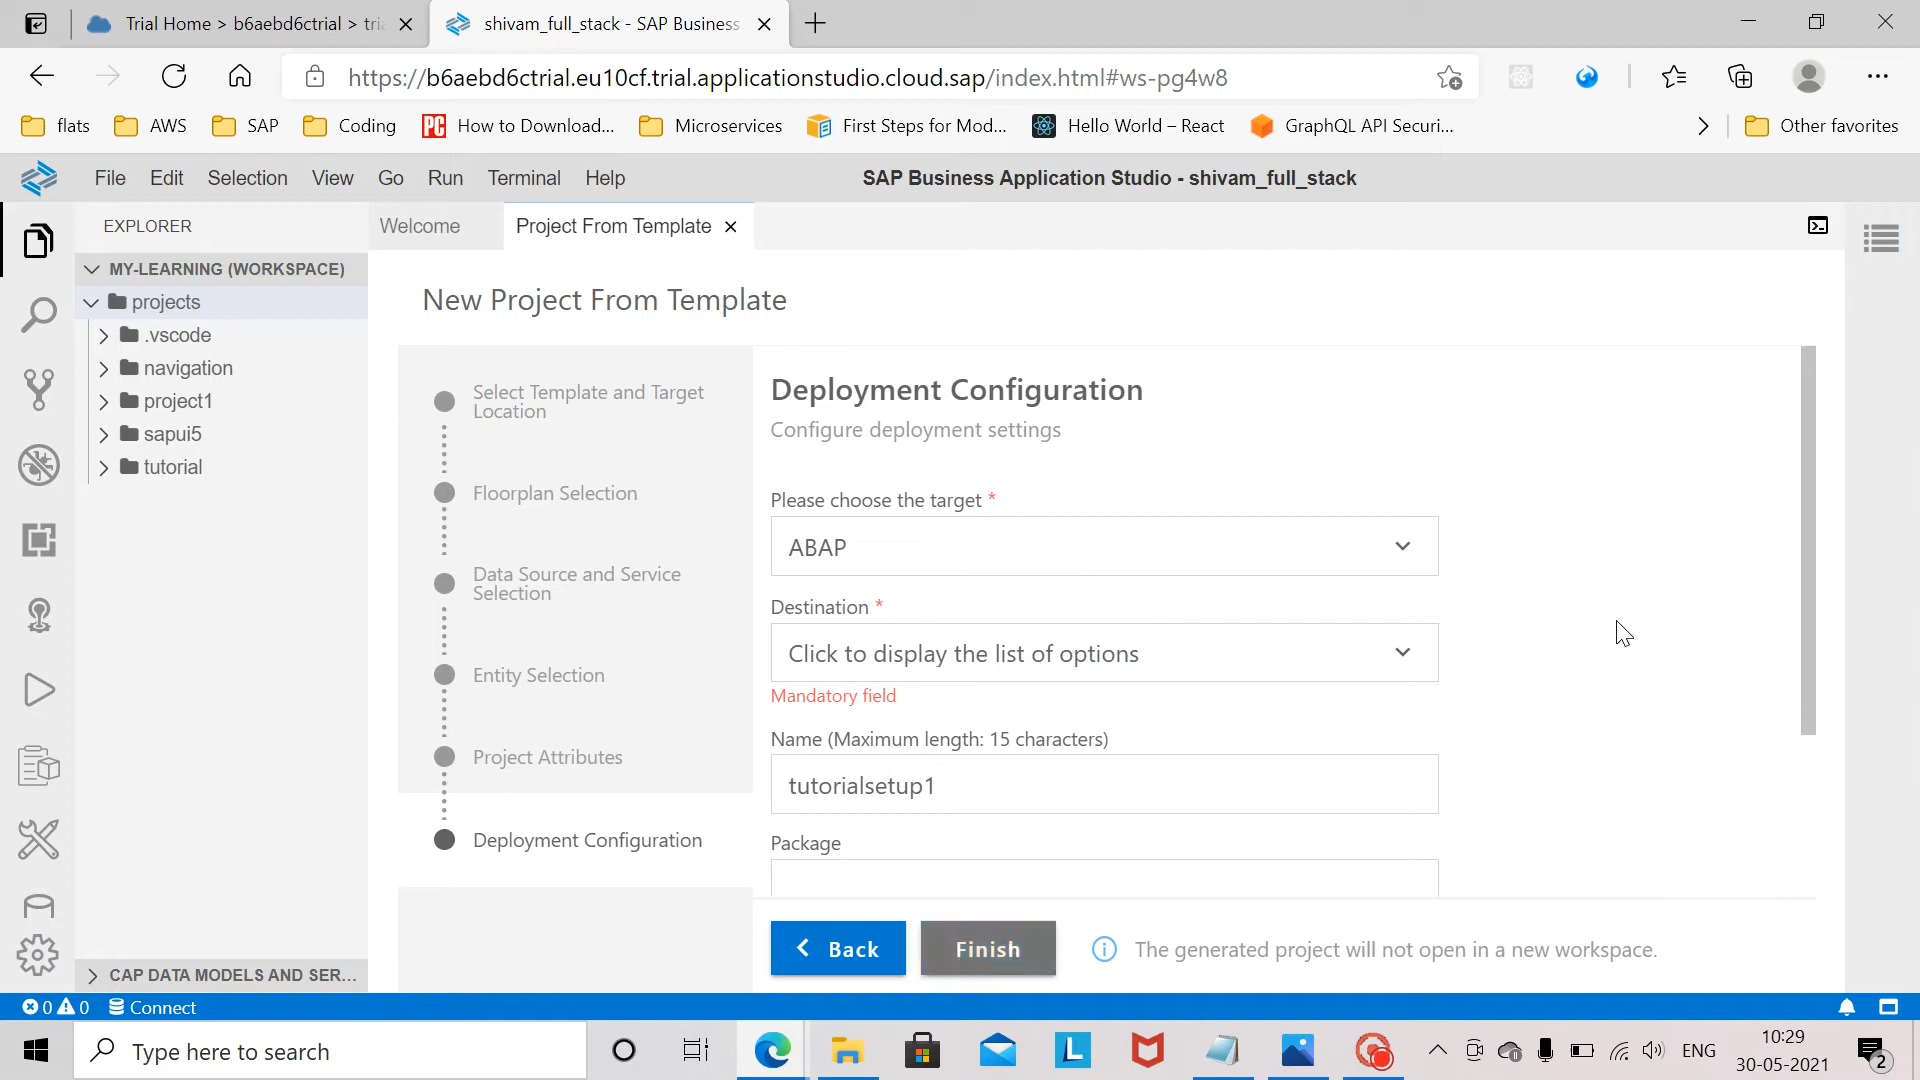 Trial Home > b6aebd6ctrial > tri
shivam_full_stack - SAP Business
https://b6aebd6ctrial.eu10cf.trial.applicationstudio.cloud.sap/index.html#ws-pg4w8
flats
AWS
SAP
Coding
PC
How to Download...
Microservices
First Steps for Mod...
Hello World – React
GraphQL API Securi...
Other favorites
File
Edit
Selection
View
Go
Run
Terminal
Help
SAP Business Application Studio - shivam_full_stack
EXPLORER
Welcome
Project From Template
MY-LEARNING (WORKSPACE)
projects
.vscode
navigation
project1
sapui5
tutorial
CAP DATA MODELS AND SER...
New Project From Template
Select Template and Target
Location
Floorplan Selection
Data Source and Service
Selection
Entity Selection
Project Attributes
Deployment Configuration
Deployment Configuration
Configure deployment settings
Please choose the target *
ABAP
Destination *
Click to display the list of options
Mandatory field
Name (Maximum length: 15 characters)
tutorialsetup1
Package
Back
Finish
The generated project will not open in a new workspace.
0
0
Connect
Type here to search
L
ENG
10:29
30-05-2021
2